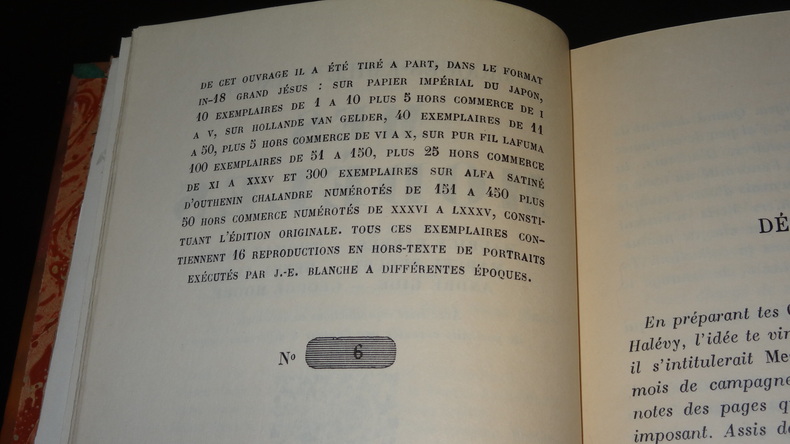 DE CET OUVRAGE IL A ÉTÉ TIRÉ A PART, DANS LE FORMAT
IN-18 GRAND JÉSUS : SUR PAPIER IMPÉRIAL DU JAPON,
10 EXEMPLAIRES DE 1 A 10 PLUS 5 HORS COMMERCE DE I
A V, SUR HOLLANDE VAN GELDER, 40 EXEMPLAIRES DE 11
A 50, PLUS 5 HORS COMMERCE DE VI A X, SUR PUR FIL LAFUMA
100 EXEMPLAIRES DE 51 A 150, PLUS 25 HORS COMMERCE
DE XI A XXXV ET 300 EXEMPLAIRES SUR ALFA SATINÉ
D'OUTHENIN CHALANDRE NUMÉROTÉS DE 151 A 450 PLUS
50 HORS COMMERCE NUMÉROTÉS DE XXXVI A LXXXV, CONSTI-
TUANT L'ÉDITION ORIGINALE. TOUS CES EXEMPLAIRES CON-
TIENNENT 16 REPRODUCTIONS EN HORS-TEXTE DE PORTRAITS
EXÉCUTÉS PAR J.-E. BLANCHE A DIFFÉRENTES ÉPOQUES.
Nº 6
DÉ
En préparant tes
Halévy, l'idée te vin
il s'intitulerait Me
mois de campagne
notes des pages q
imposant. Assis d